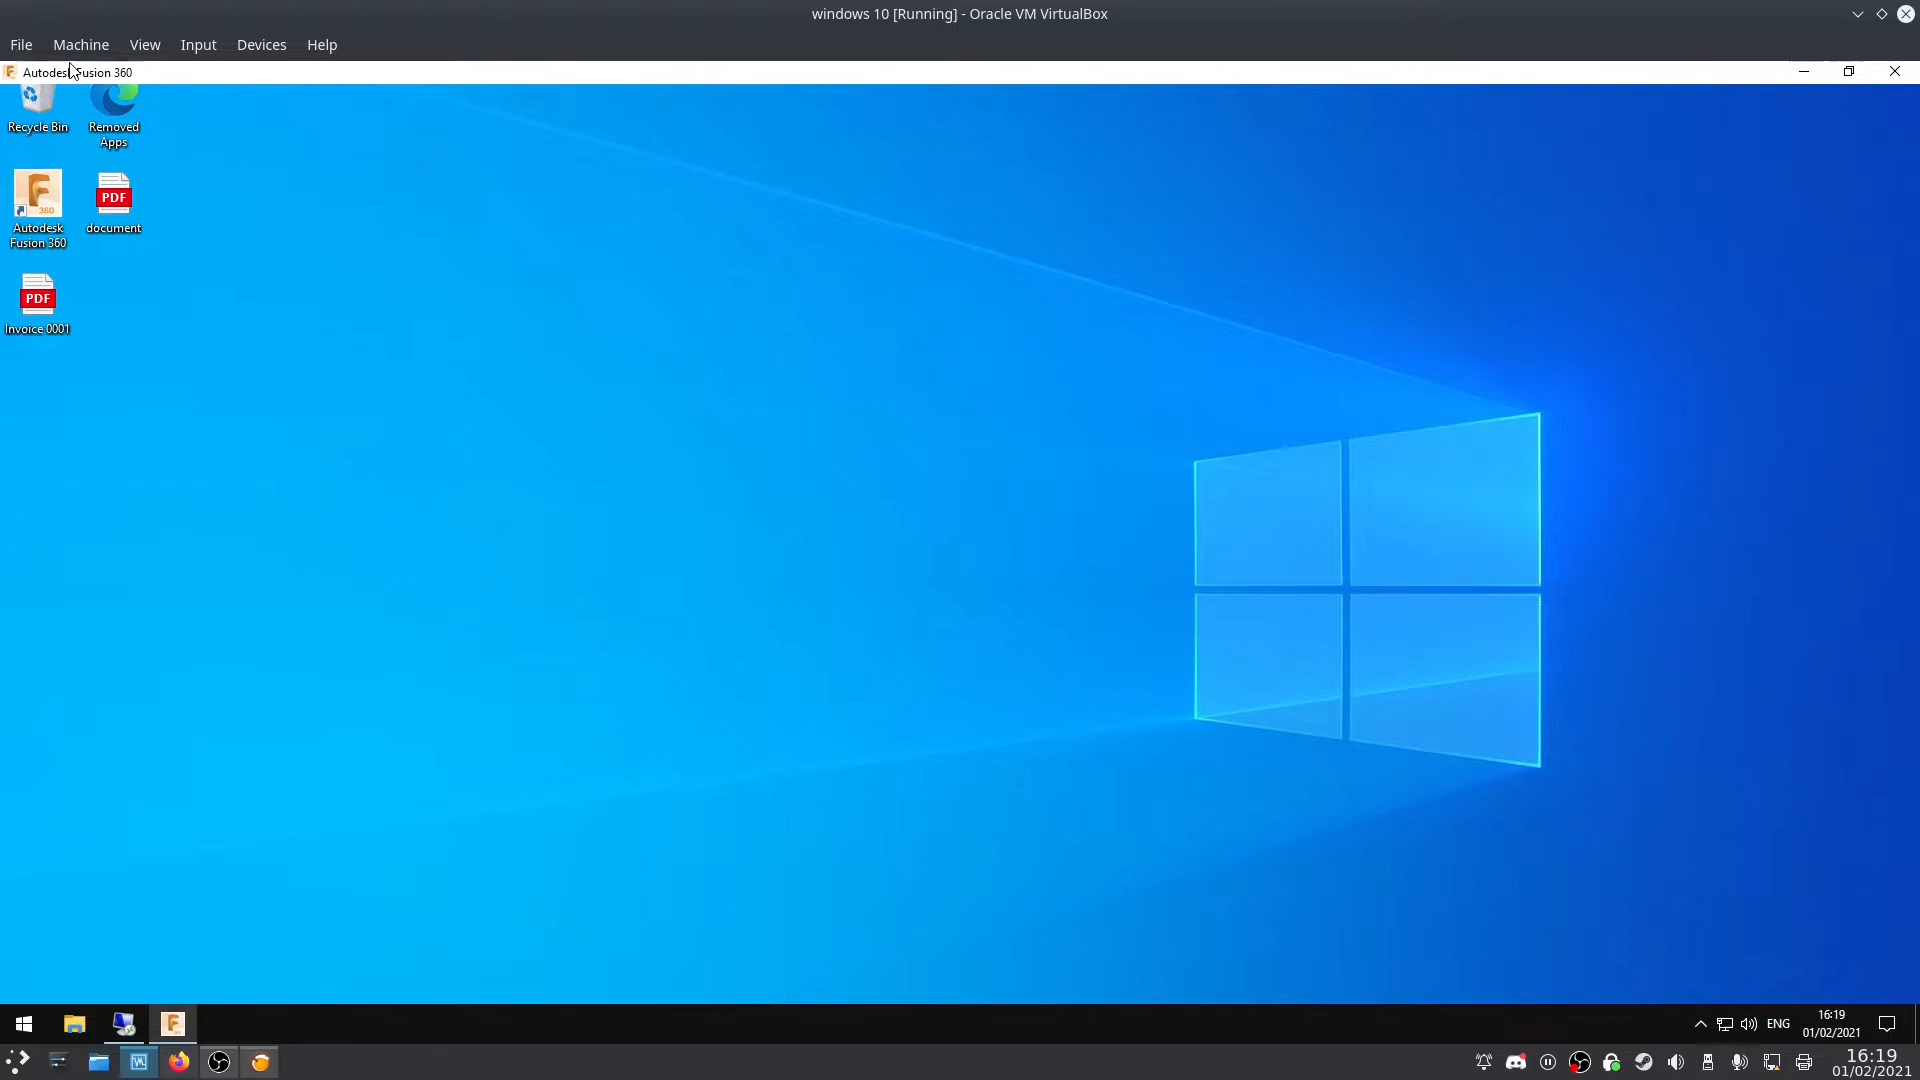 windows 10 [Running] - Oracle VM VirtualBox
File Machine View Input Devices Help
Autodesk Fusion 360
Recycle Bin
Removed Apps
360
Autodesk Fusion 360
PDF
document
PDF
Invoice 0001
ENG
16:19
01/02/2021
16:19
01/02/2021